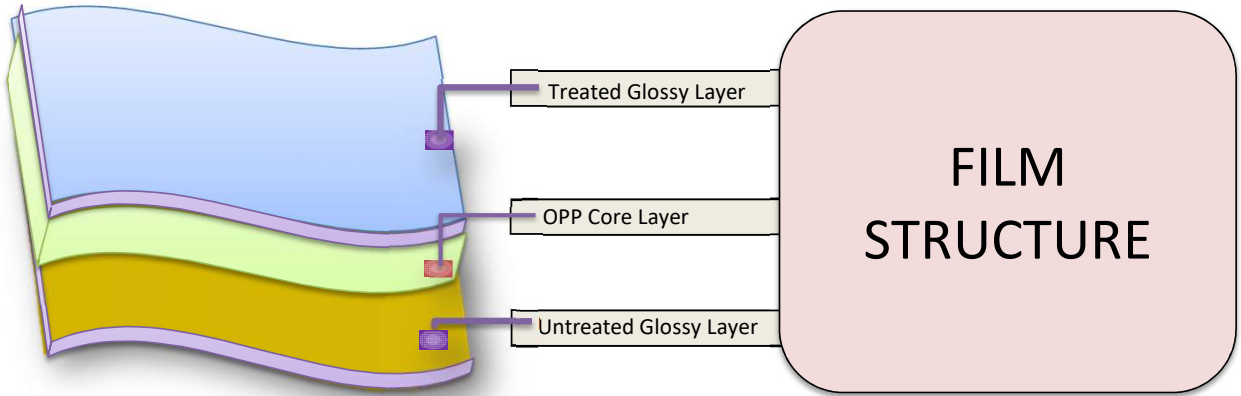 Treated Glossy Layer
OPP Core Layer
Untreated Glossy Layer
FILM
STRUCTURE